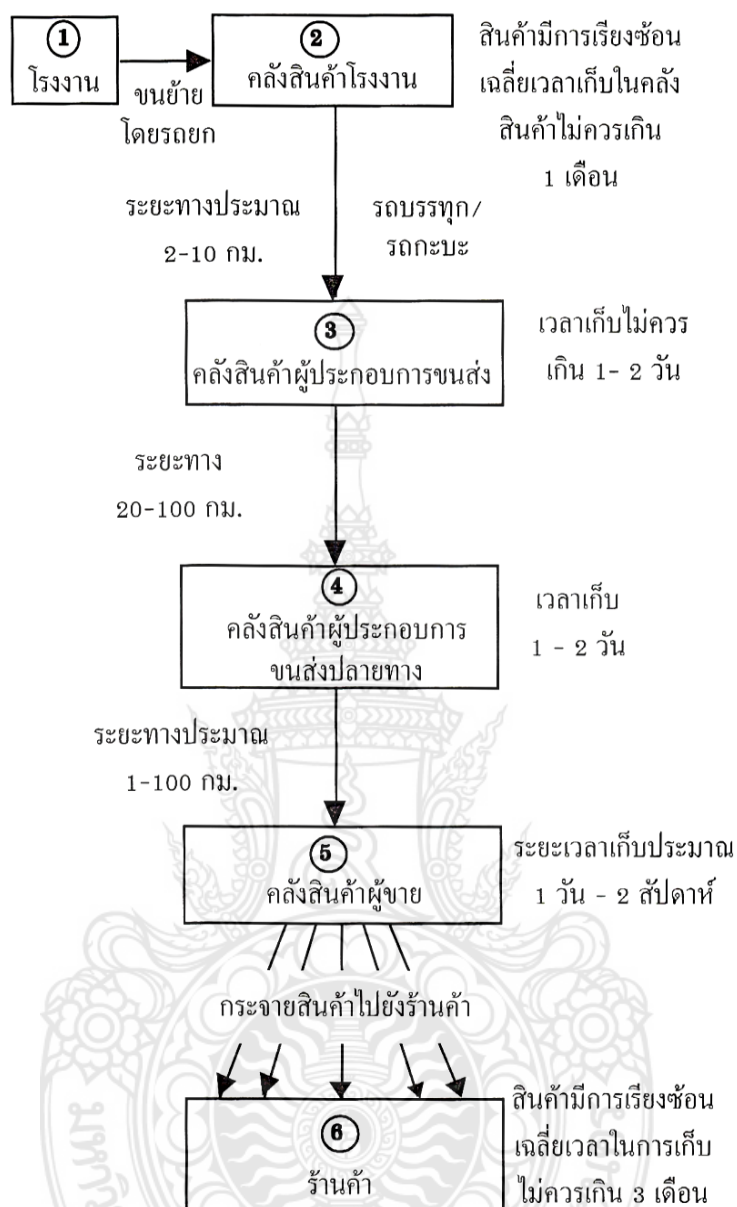 1
โรงงาน
ขนย้าย
โดยรถยก
2
คลังสินค้าโรงงาน
สินค้ามีการเรียงซ้อน
เฉลี่ยเวลาเก็บในคลัง
สินค้าไม่ควรเกิน
1 เดือน
ระยะทางประมาณ
2-10 กม.
รถบรรทุก/
รถกะบะ
3
คลังสินค้าผู้ประกอบการขนส่ง
เวลาเก็บไม่ควร
เกิน 1- 2 วัน
ระยะทาง
20-100 กม.
4
คลังสินค้าผู้ประกอบการ
ขนส่งปลายทาง
เวลาเก็บ
1 - 2 วัน
ระยะทางประมาณ
1-100 กม.
5
คลังสินค้าผู้ขาย
ระยะเวลาเก็บประมาณ
1 วัน - 2 สัปดาห์
กระจายสินค้าไปยังร้านค้า
6
ร้านค้า
สินค้ามีการเรียงซ้อน
เฉลี่ยเวลาในการเก็บ
ไม่ควรเกิน 3 เดือน